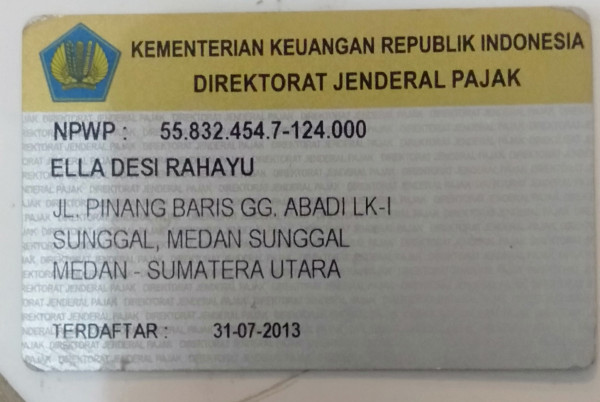 KEMENTERIAN KEUANGAN REPUBLIK INDONESIA
DIREKTORAT JENDERAL PAJAK
NPWP : 55.832.454.7-124.000
ELLA DESI RAHAYU
JL. PINANG BARIS GG. ABADI LK-I
SUNGGAL, MEDAN SUNGGAL
MEDAN - SUMATERA UTARA
TERDAFTAR : 31-07-2013